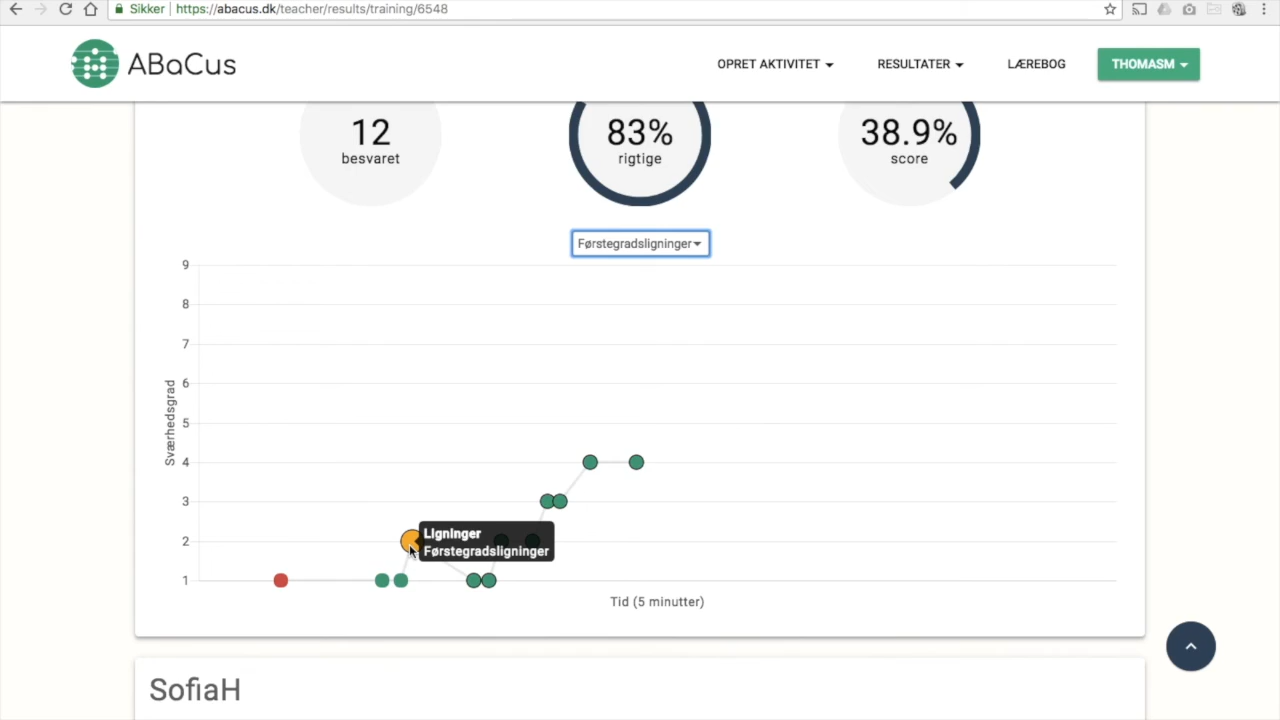 Sikker
https://abacus.dk/teacher/results/training/6548
ABaCus
OPRET AKTIVITET
RESULTATER
LÆREBOG
THOMASM
12
besvaret
83%
rigtige
38.9%
score
Førstegradsligninger
9
8
7
6
5
4
3
2
1
Sværhedsgrad
Ligninger
Førstegradsligninger
Tid (5 minutter)
SofiaH